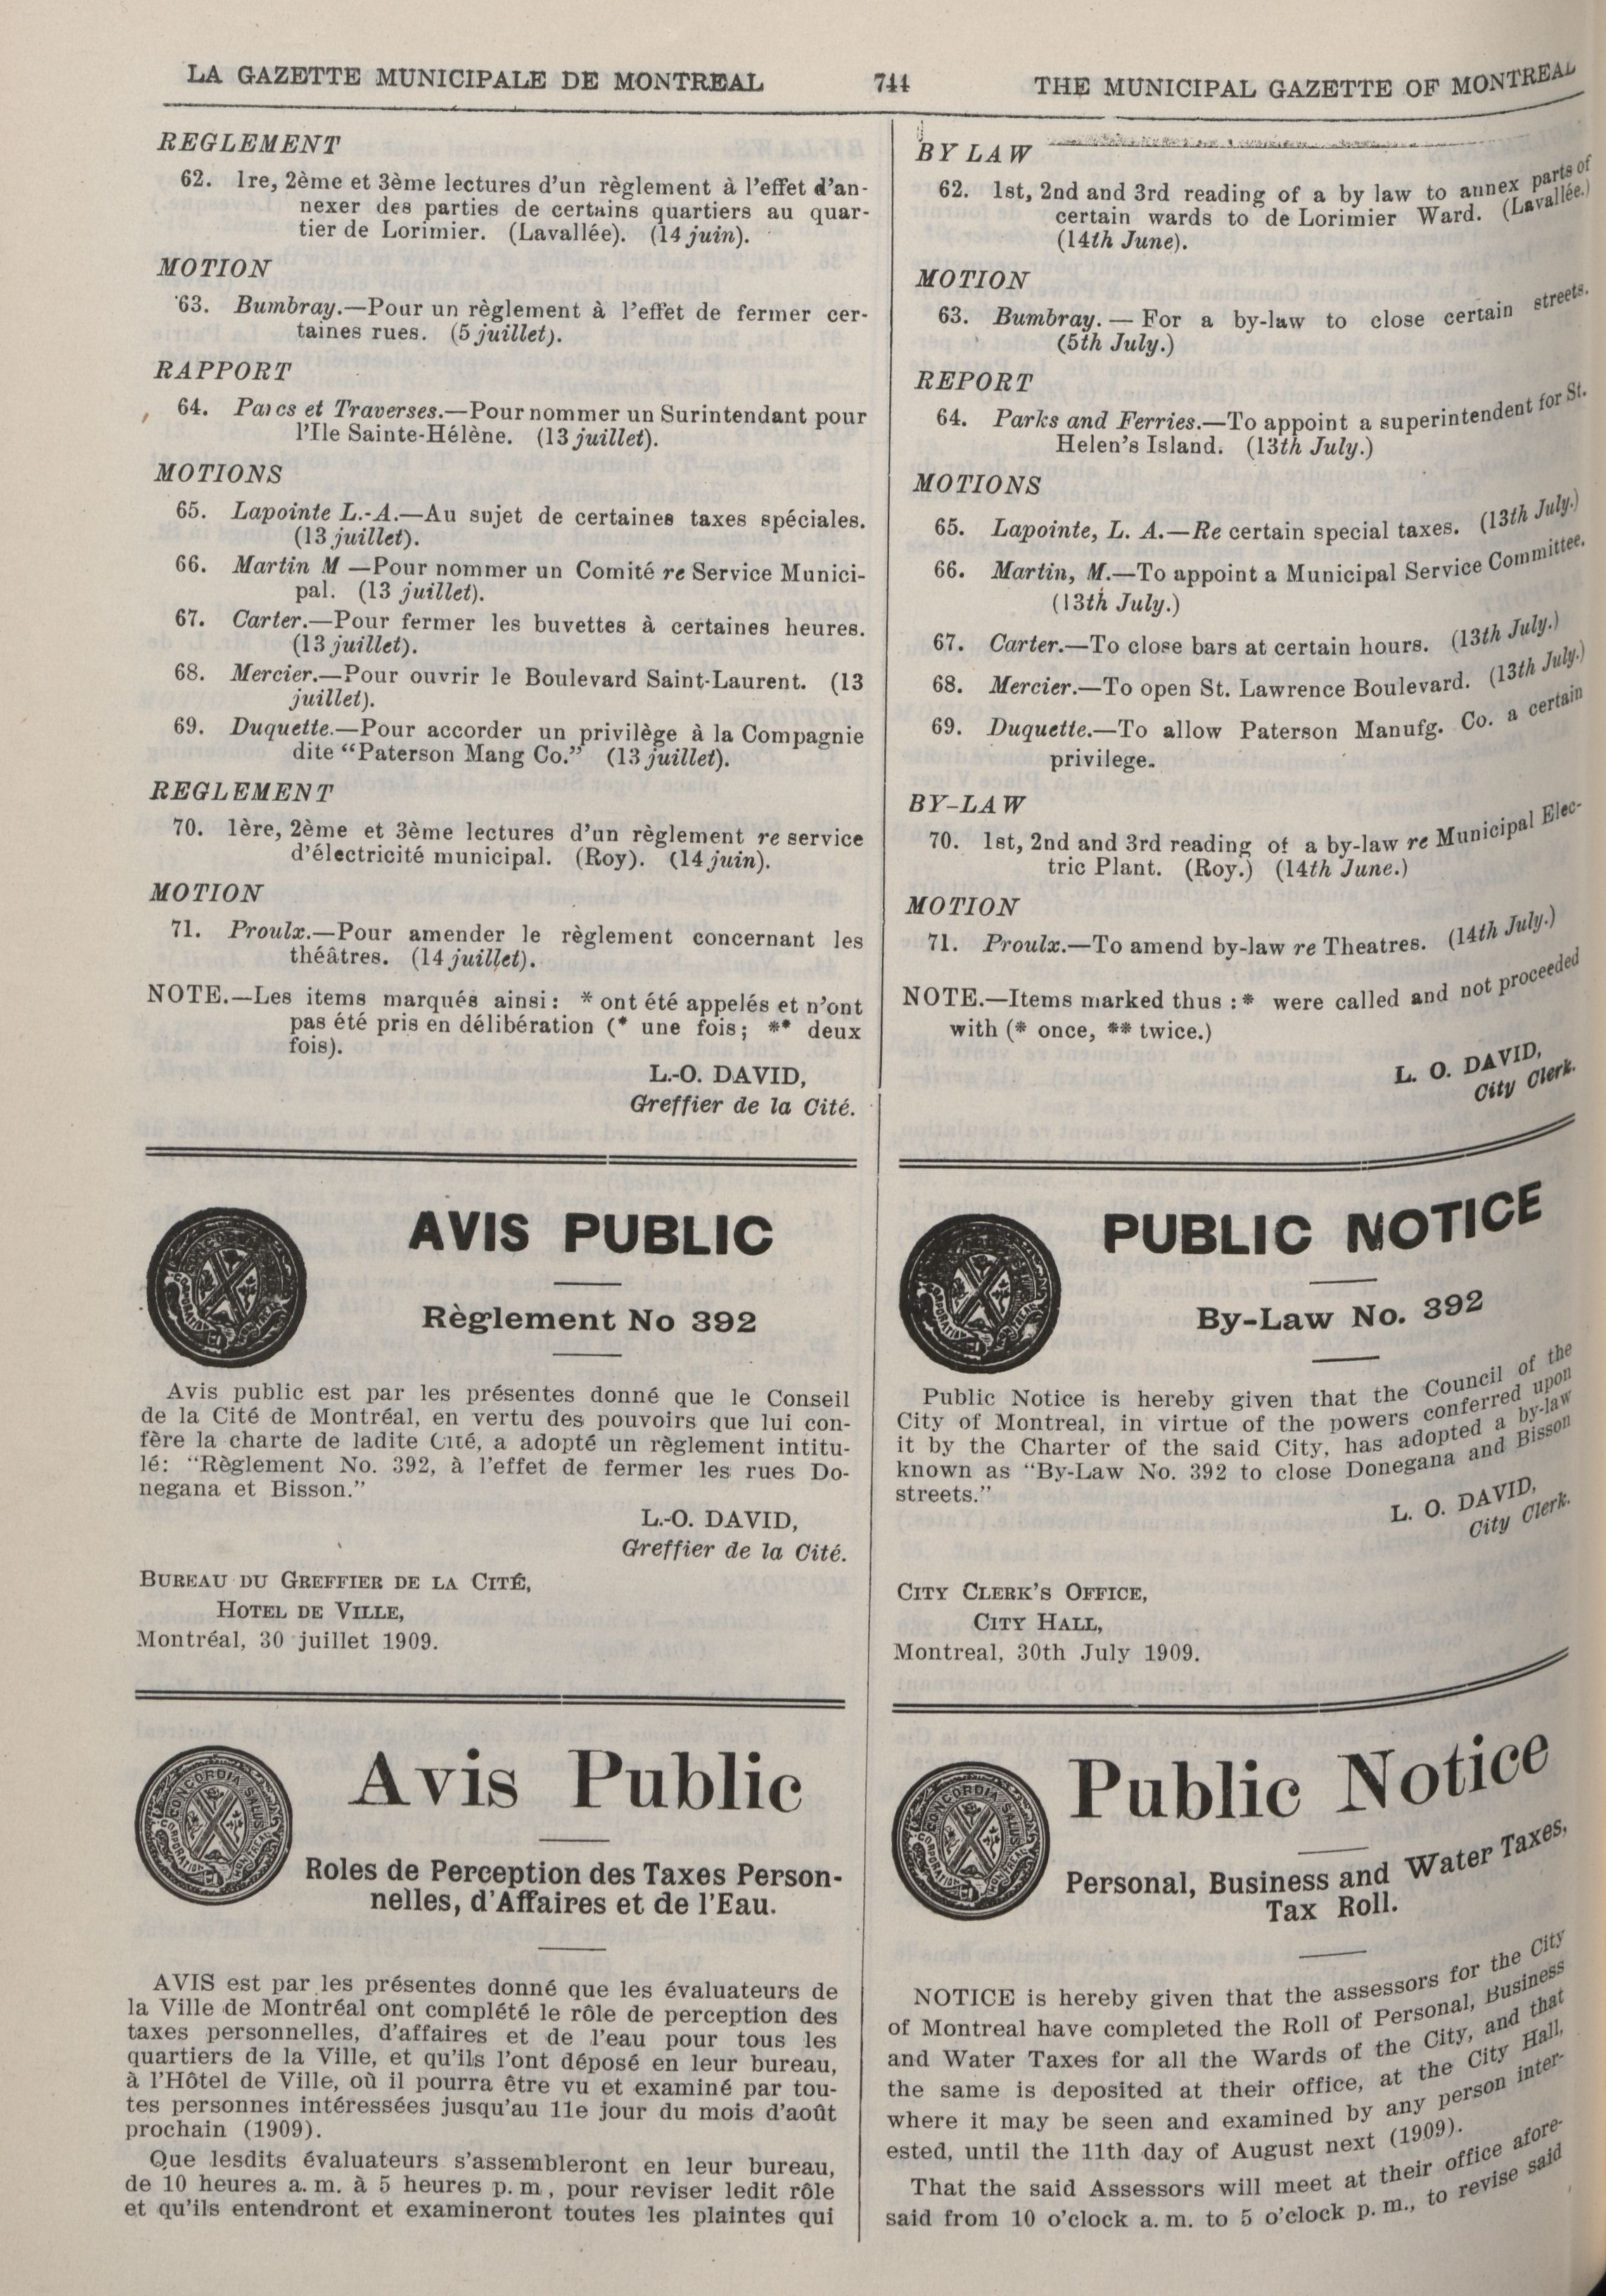 LA GAZETTE MUNICIPALE DE MONTREAL 744 THE MUNICIPAL GAZETTE OF MONTREAL
REGLEMENT
62. 1re, 2ème et 3ème lectures d'un règlement à l'effet d'an-
nexer des parties de certains quartiers au quar-
tier de Lorimier. (Lavallée). (14 juin).
MOTION
63. Bumbray.—Pour un règlement à l'effet de fermer cer-
taines rues. (5 juillet).
RAPPORT
64. Parcs et Traverses.—Pour nommer un Surintendant pour
l'Ile Sainte-Hélène. (13 juillet).
MOTIONS
65. Lapointe L.-A.—Au sujet de certaines taxes spéciales.
(13 juillet).
66. Martin M —Pour nommer un Comité re Service Munici-
pal. (13 juillet).
67. Carter.—Pour fermer les buvettes à certaines heures.
(13 juillet).
68. Mercier.—Pour ouvrir le Boulevard Saint-Laurent. (13
juillet).
69. Duquette.—Pour accorder un privilège à la Compagnie
dite "Paterson Mang Co." (13 juillet).
REGLEMENT
70. 1ère, 2ème et 3ème lectures d'un règlement re service
d'électricité municipal. (Roy). (14 juin).
MOTION
71. Proulx.—Pour amender le règlement concernant les
théâtres. (14 juillet).
NOTE.—Les items marqués ainsi: * ont été appelés et n'ont
pas été pris en délibération (* une fois; ** deux
fois).
L.-O. DAVID,
Greffier de la Cité.
AVIS PUBLIC
Règlement No 392
Avis public est par les présentes donné que le Conseil
de la Cité de Montréal, en vertu des pouvoirs que lui con-
fère la charte de ladite Cité, a adopté un règlement intitu-
lé: "Règlement No. 392, à l'effet de fermer les rues Do-
negana et Bisson."
L.-O. DAVID,
Greffier de la Cité.
BUREAU DU GREFFIER DE LA CITÉ,
HOTEL DE VILLE,
Montréal, 30 juillet 1909.
CONCORDIA SALUS
Avis Public
Roles de Perception des Taxes Person-
nelles, d'Affaires et de l'Eau.
AVIS est par les présentes donné que les évaluateurs de
la Ville de Montréal ont complété le rôle de perception des
taxes personnelles, d'affaires et de l'eau pour tous les
quartiers de la Ville, et qu'ils l'ont déposé en leur bureau,
à l'Hôtel de Ville, où il pourra être vu et examiné par tou-
tes personnes intéressées jusqu'au 11e jour du mois d'août
prochain (1909).
Que lesdits évaluateurs s'assembleront en leur bureau,
de 10 heures a. m. à 5 heures p. m, pour reviser ledit rôle
et qu'ils entendront et examineront toutes les plaintes qui
BY LAW
62. 1st, 2nd and 3rd reading of a by law to annex parts of
certain wards to de Lorimier Ward. (Lavallée.)
(14th June).
MOTION
63. Bumbray. — For a by-law to close certain streets.
(5th July.)
REPORT
64. Parks and Ferries.—To appoint a superintendent for St.
Helen's Island. (13th July.)
MOTIONS
65. Lapointe, L. A.—Re certain special taxes. (13th July.)
66. Martin, M.—To appoint a Municipal Service Committee.
(13th July.)
67. Carter.—To close bars at certain hours. (13th July.)
68. Mercier.—To open St. Lawrence Boulevard. (13th July.)
69. Duquette.—To allow Paterson Manufg. Co. a certain
privilege.
BY-LAW
70. 1st, 2nd and 3rd reading of a by-law re Municipal Elec-
tric Plant. (Roy.) (14th June.)
MOTION
71. Proulx.—To amend by-law re Theatres. (14th July.)
NOTE.—Items marked thus :* were called and not proceeded
with (* once, ** twice.)
L. O. DAVID,
City Clerk.
PUBLIC NOTICE
By-Law No. 392
Public Notice is hereby given that the Council of the
City of Montreal, in virtue of the powers conferred upon
it by the Charter of the said City, has adopted a by-law
known as "By-Law No. 392 to close Donegana and Bisson
streets."
L. O. DAVID,
City Clerk.
CITY CLERK'S OFFICE,
CITY HALL,
Montreal, 30th July 1909.
CONCORDIA SALUS
Public Notice
Personal, Business and Water Taxes,
Tax Roll.
NOTICE is hereby given that the assessors for the City
of Montreal have completed the Roll of Personal, Business
and Water Taxes for all the Wards of the City, and that
the same is deposited at their office, at the City Hall,
where it may be seen and examined by any person inter-
ested, until the 11th day of August next (1909).
That the said Assessors will meet at their office afore-
said from 10 o'clock a. m. to 5 o'clock p. m., to revise said